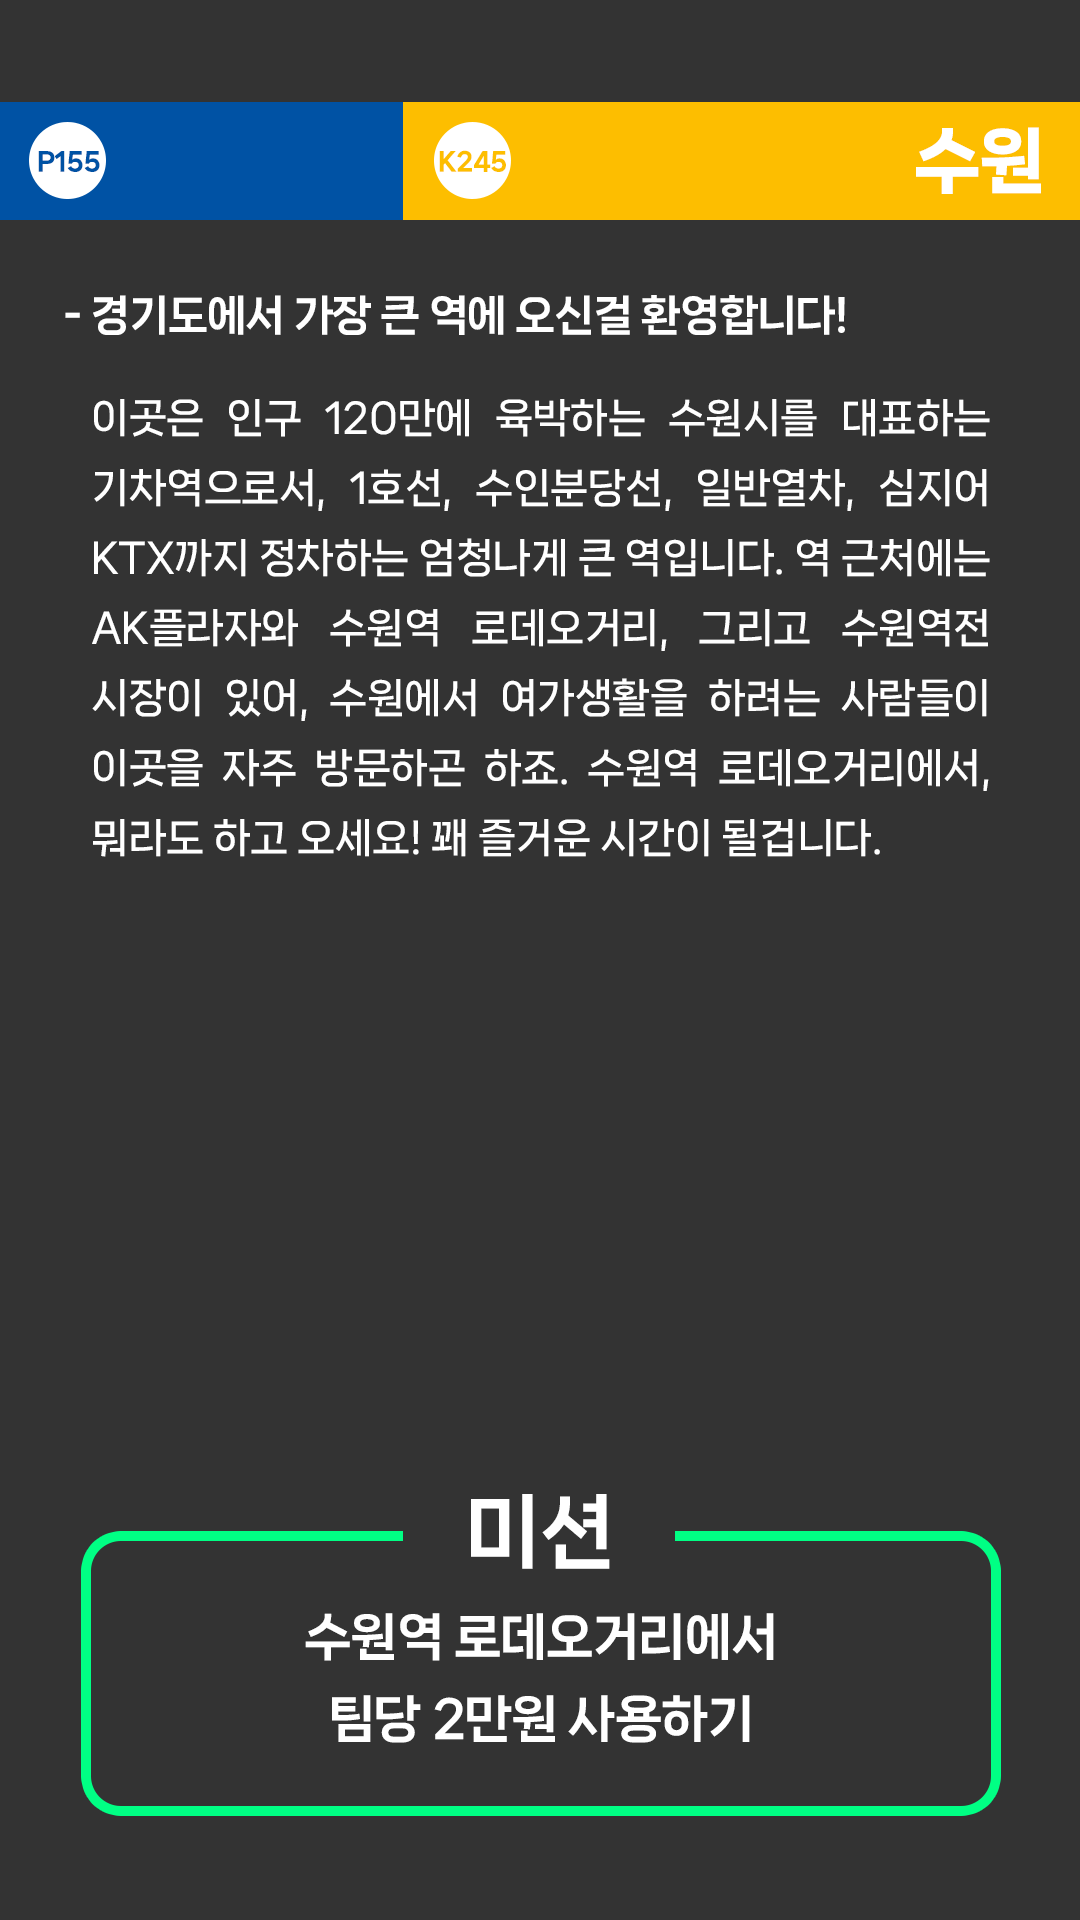 P155
K245
수원
- 경기도에서 가장 큰 역에 오신걸 환영합니다!
이곳은 인구 120만에 육박하는 수원시를 대표하는
기차역으로서, 1호선, 수인분당선, 일반열차, 심지어
KTX까지 정차하는 엄청나게 큰 역입니다. 역 근처에는
AK플라자와 수원역 로데오거리, 그리고 수원역전
시장이 있어, 수원에서 여가생활을 하려는 사람들이
이곳을 자주 방문하곤 하죠. 수원역 로데오거리에서,
뭐라도 하고 오세요! 꽤 즐거운 시간이 될겁니다.
미션
수원역 로데오거리에서
팀당 2만원 사용하기